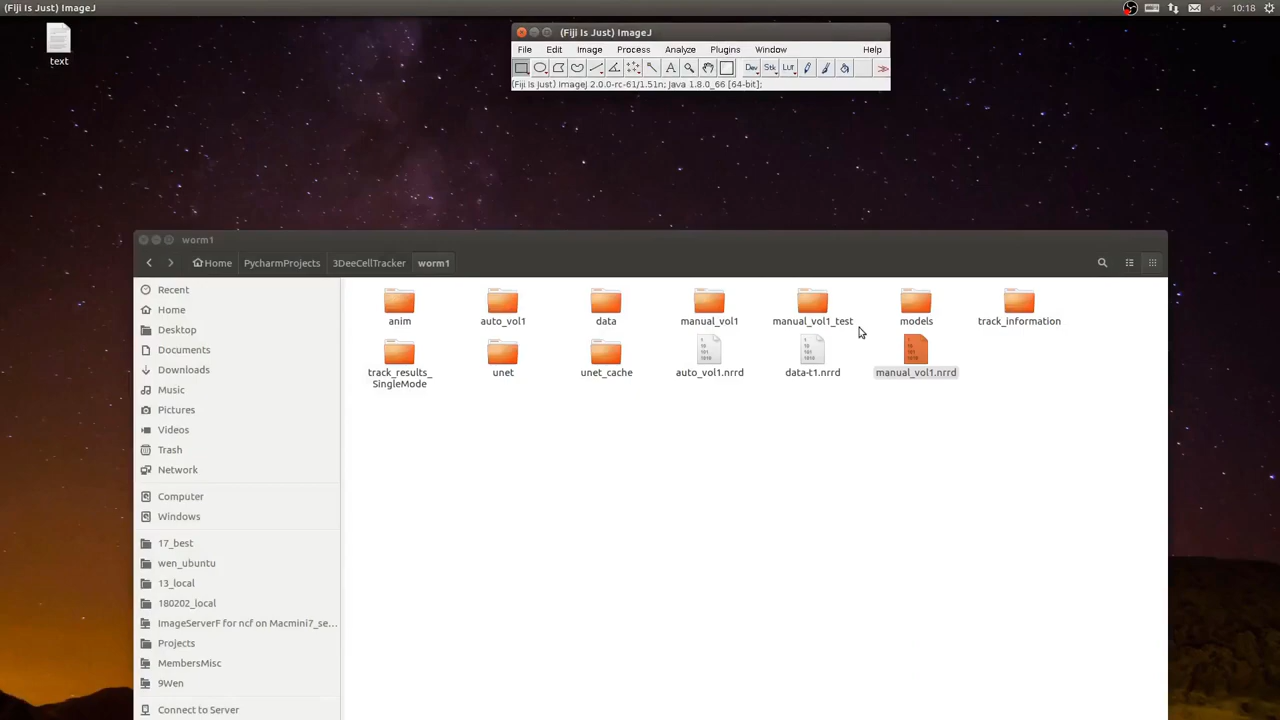 (Fiji Is Just) ImageJ
10:18
text
(Fiji Is Just) ImageJ
File Edit Image Process Analyze Plugins Window Help
Dev Stk LUT
(Fiji Is Just) ImageJ 2.0.0-rc-61/1.51n; Java 1.8.0_66 [64-bit];
worm1
Home PycharmProjects 3DeeCellTracker worm1
Recent
Home
Desktop
Documents
Downloads
Music
Pictures
Videos
Trash
Network
Computer
Windows
17_best
wen_ubuntu
13_local
180202_local
ImageServerF for ncf on Macmini7_se...
Projects
MembersMisc
9Wen
Connect to Server
anim auto_vol1 data manual_vol1 manual_vol1_test models track_information
track_results_
SingleMode
unet unet_cache auto_vol1.nrrd data-t1.nrrd manual_vol1.nrrd